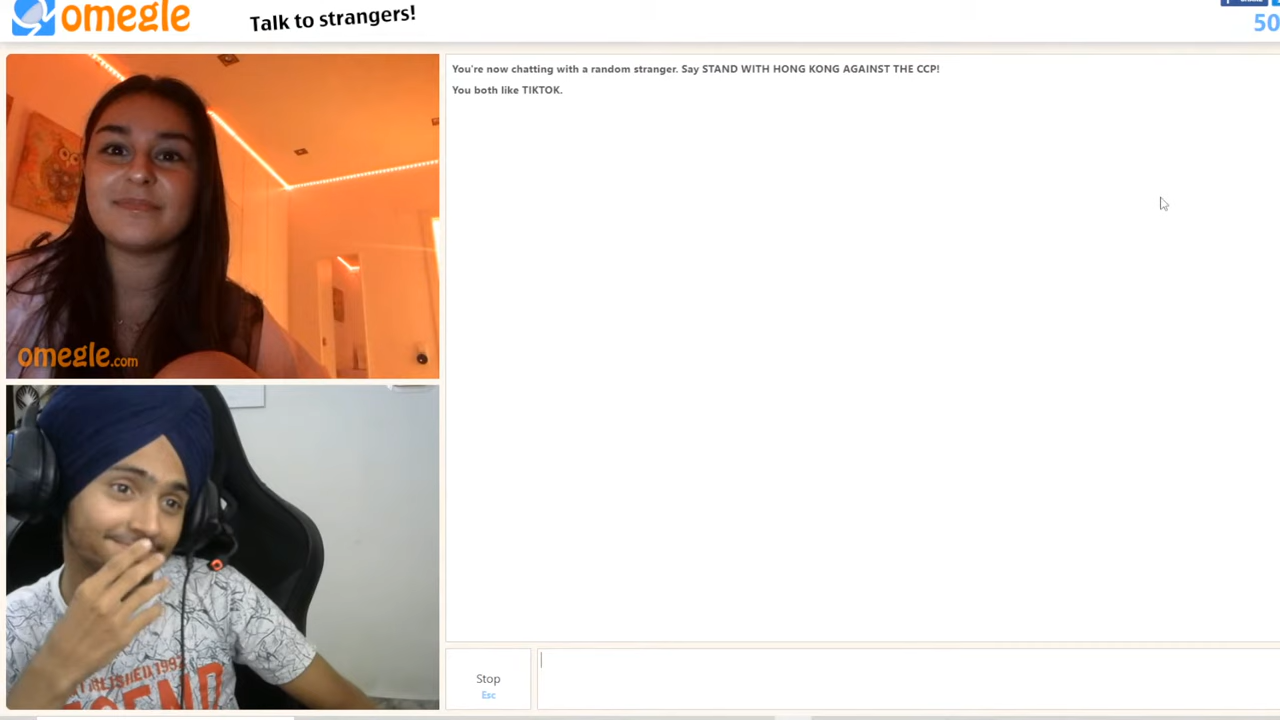 omegle
Talk to strangers!
50
You're now chatting with a random stranger. Say STAND WITH HONG KONG AGAINST THE CCP!
You both like TIKTOK.
omegle.com
Stop
Esc